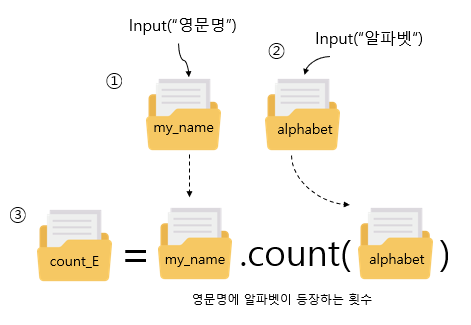 Input(“영문명”)
② Input(“알파벳“)
①
my_name
alphabet
③
count_E = my_name .count( alphabet )
영문명에 알파벳이 등장하는 횟수